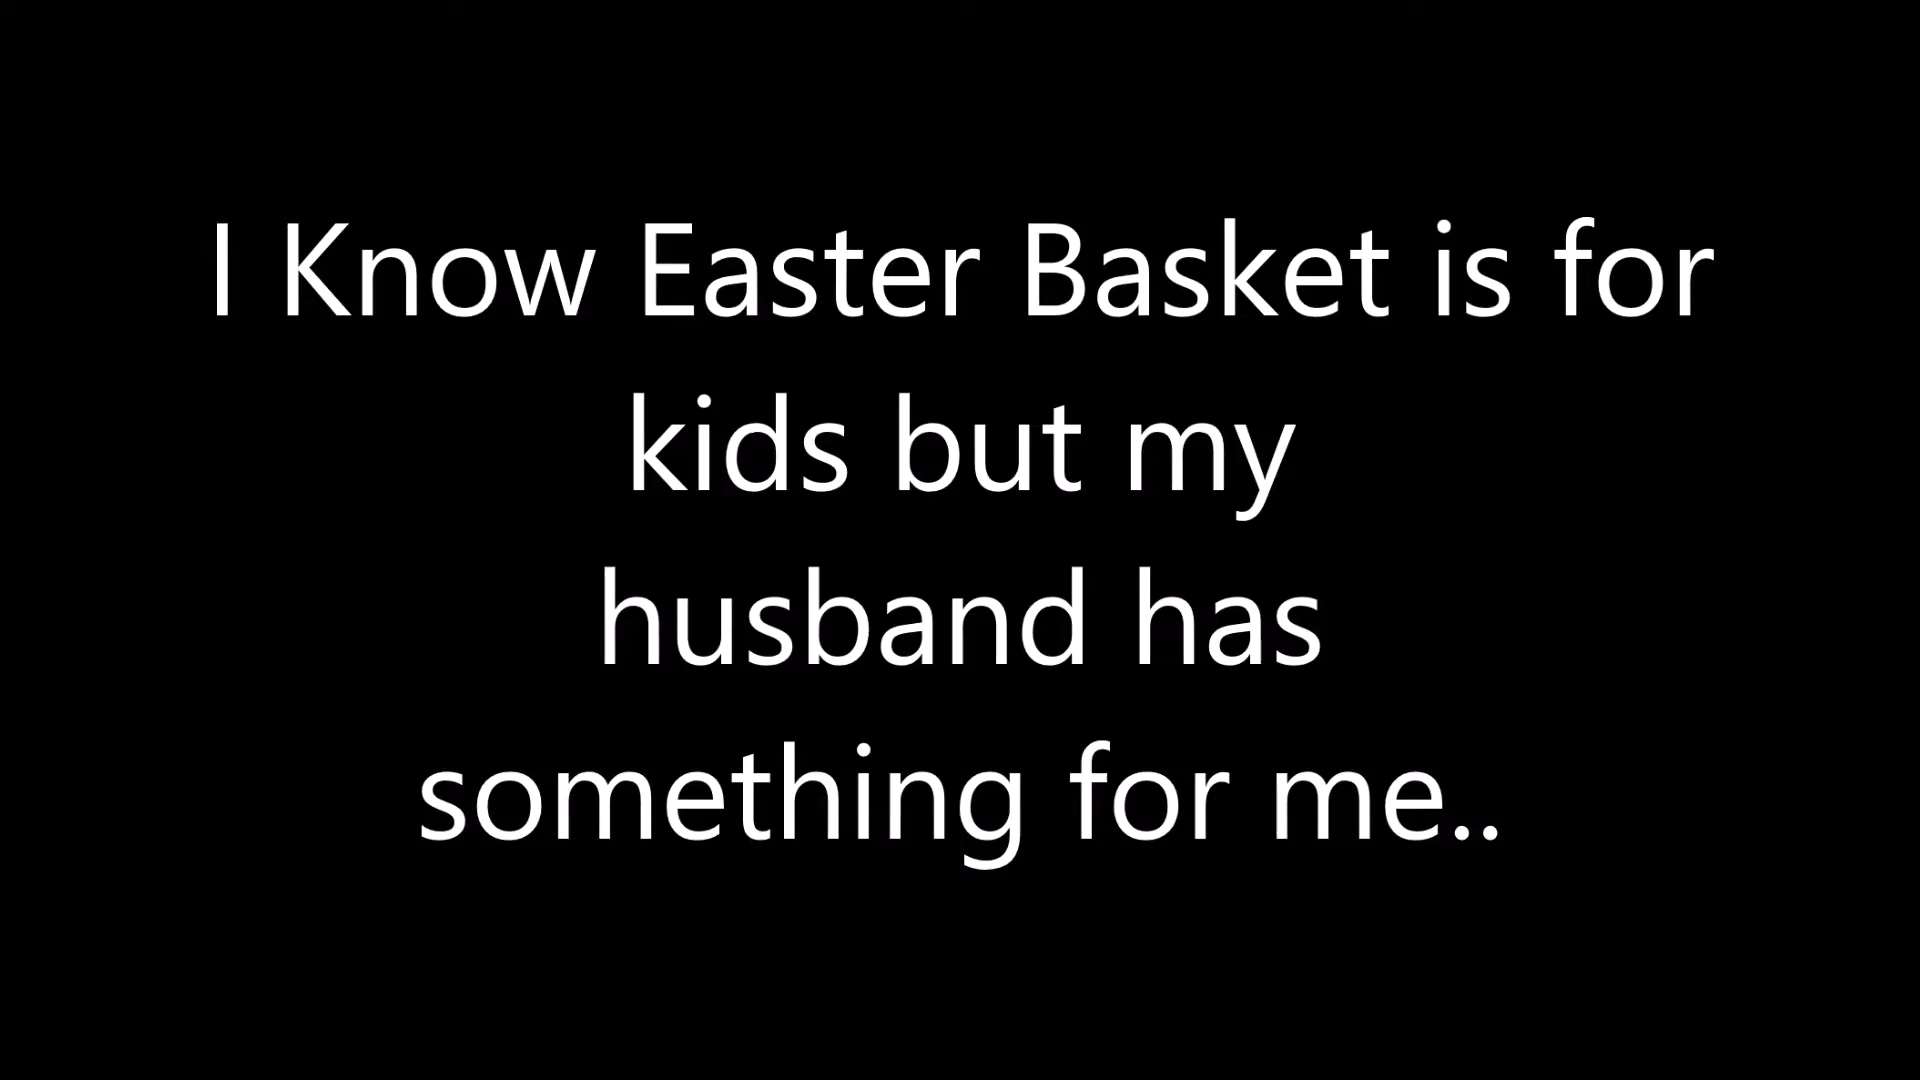 I Know Easter Basket is for
kids but my
husband has
something for me..